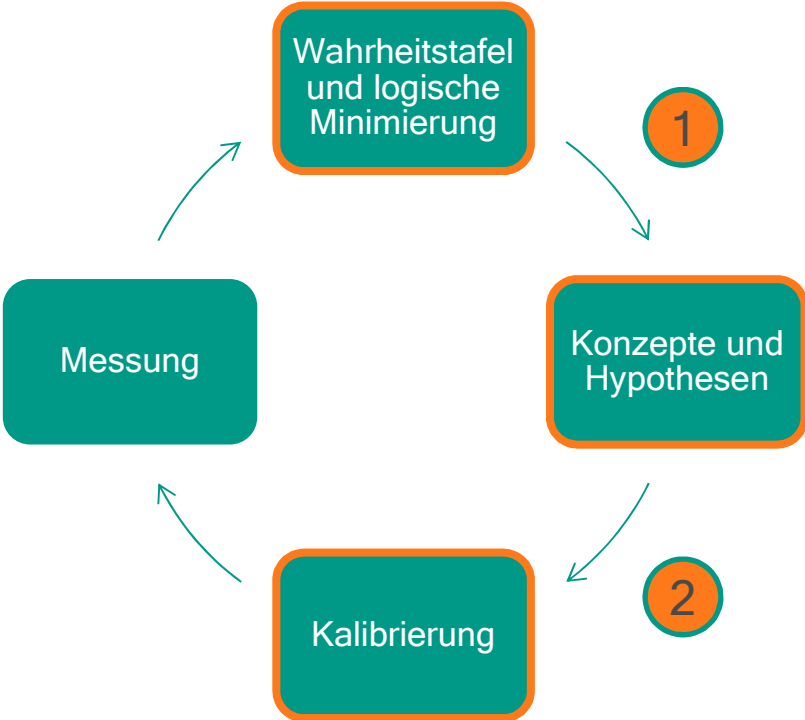 Wahrheitstafel
und logische
Minimierung
1
Messung
Konzepte und
Hypothesen
Kalibrierung
2